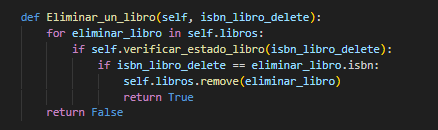 def Eliminar_un_libro(self, isbn_libro_delete):
    for eliminar_libro in self.libros:
        if self.verificar_estado_libro(isbn_libro_delete):
            if isbn_libro_delete == eliminar_libro.isbn:
                self.libros.remove(eliminar_libro)
                return True
    return False